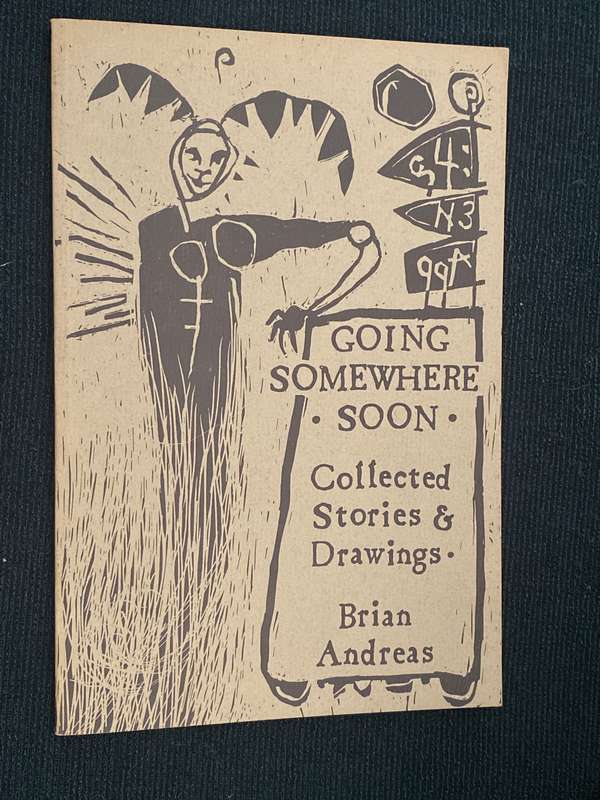 GOING
SOMEWHERE
· SOON ·
Collected
Stories &
Drawings ·
Brian
Andreas